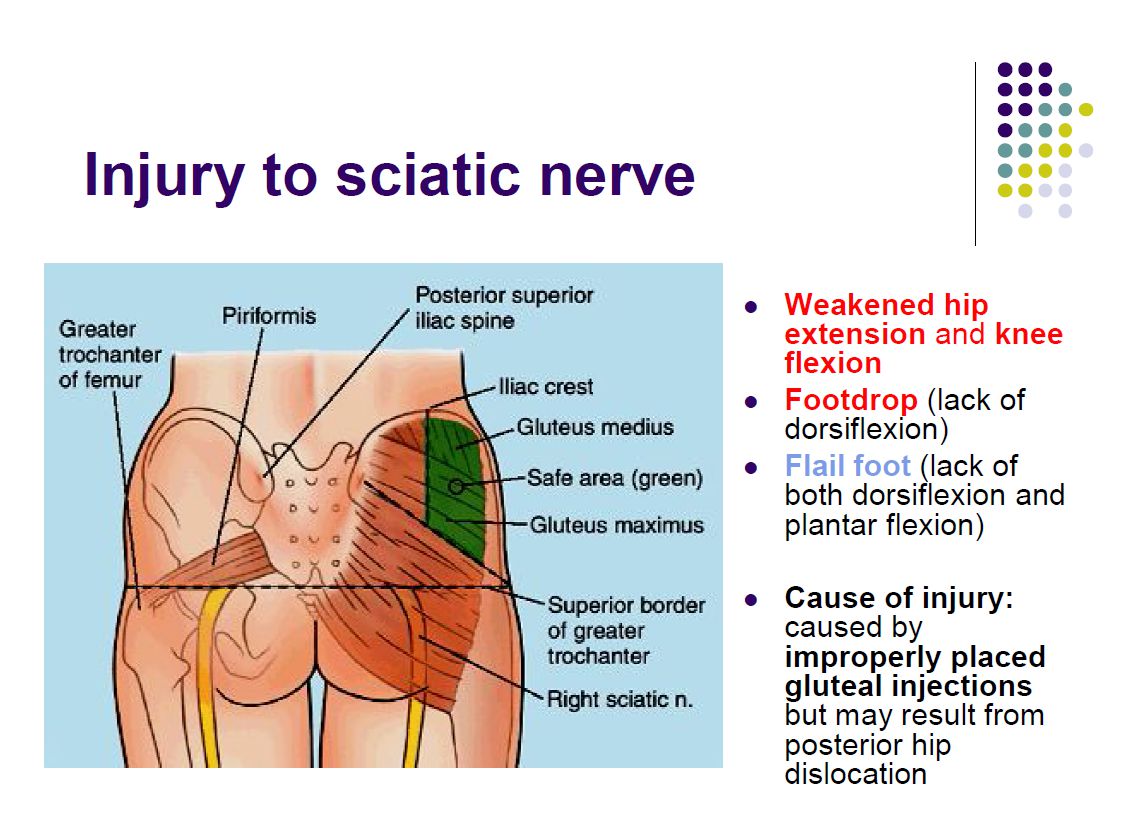 Injury to sciatic nerve
Posterior superior
iliac spine
Piriformis
Greater
trochanter
of femur
Iliac crest
Gluteus medius
Safe area (green)
Gluteus maximus
Superior border
of greater
trochanter
Right sciatic n.
Weakened hip
extension and knee
flexion
Footdrop (lack of
dorsiflexion)
Flail foot (lack of
both dorsiflexion and
plantar flexion)
Cause of injury:
caused by
improperly placed
gluteal injections
but may result from
posterior hip
dislocation